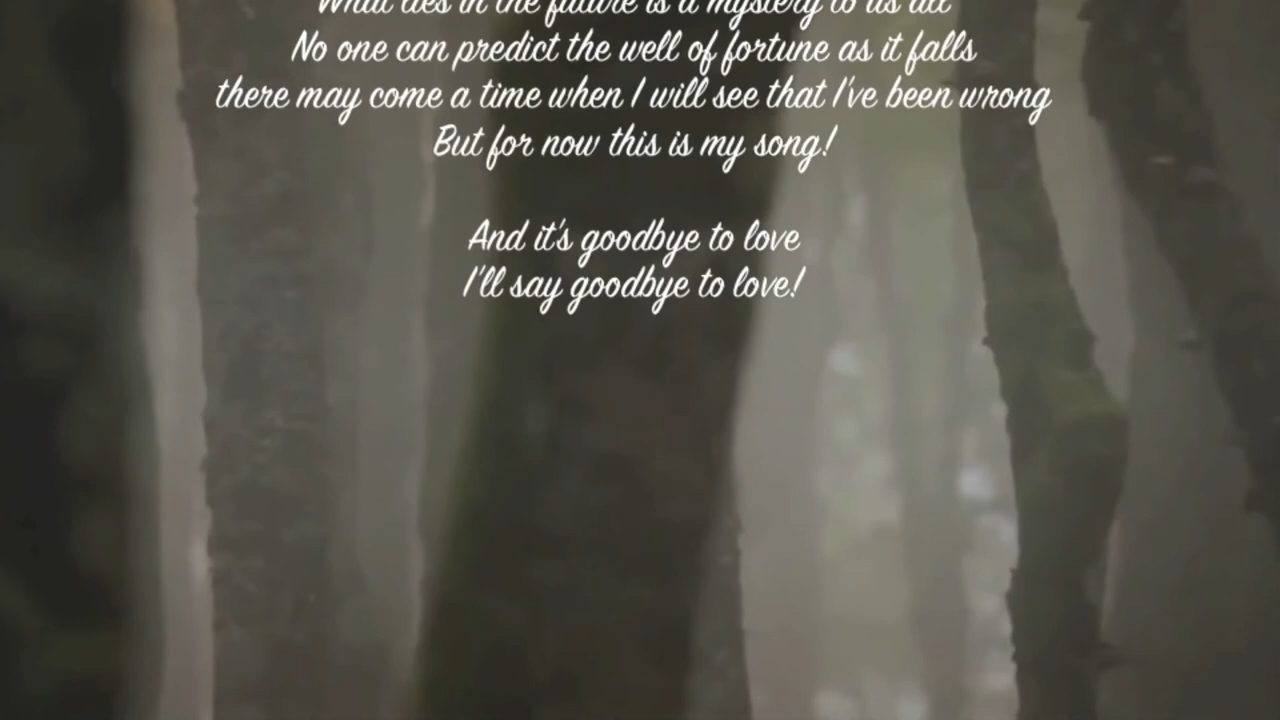 What lies in the future is a mystery to us all
No one can predict the well of fortune as it falls
there may come a time when I will see that I've been wrong
But for now this is my song!
And it's goodbye to love
I'll say goodbye to love!